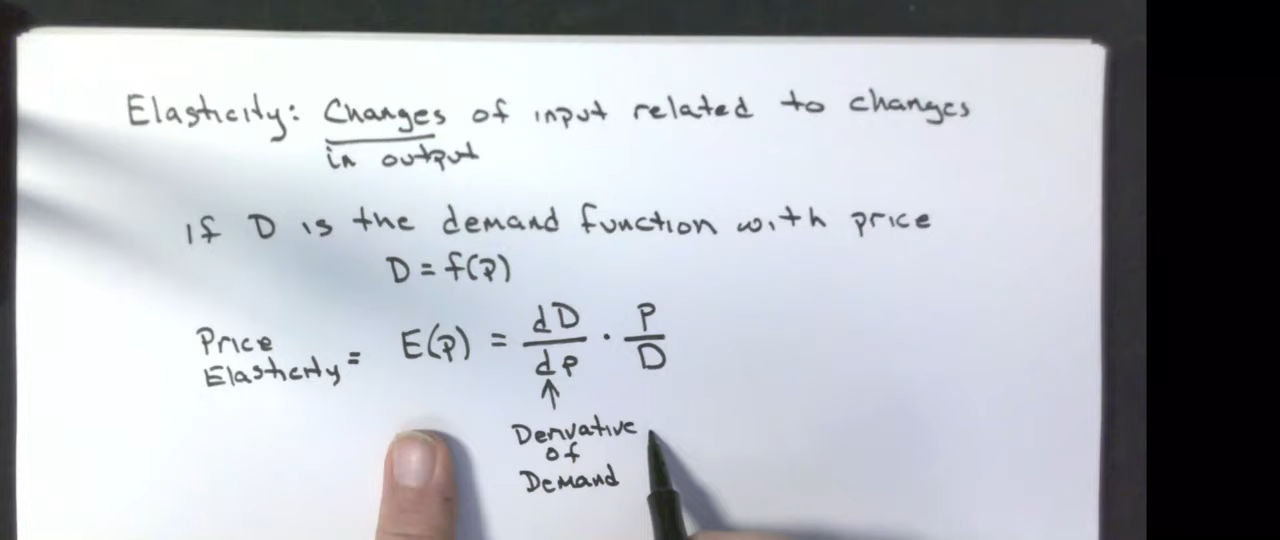 Elasticity: Changes of input related to changes
in output
If D is the demand function with price
D = f(p)
Price
Elasticity = E(p) = dD/dp · P/D
↑
Derivative
of
Demand